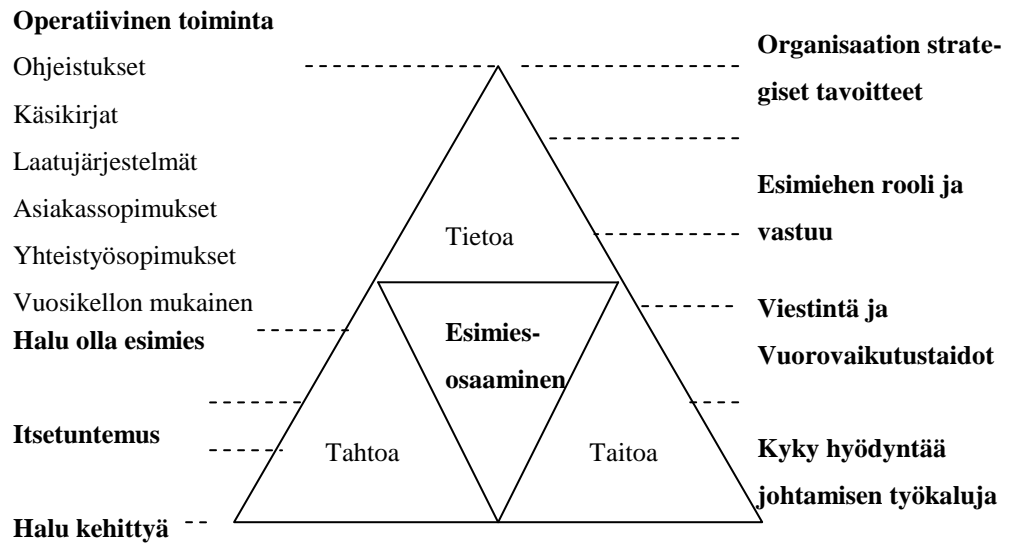 Operatiivinen toiminta
Ohjeistukset
Käsikirjat
Laatujärjestelmät
Asiakassopimukset
Yhteistyösopimukset
Vuosikellon mukainen
Halu olla esimies
Itsetuntemus
Halu kehittyä
Tietoa
Esimies-
osaaminen
Tahtoa
Taitoa
Organisaation strate-
giset tavoitteet
Esimiehen rooli ja
vastuu
Viestintä ja
Vuorovaikutustaidot
Kyky hyödyntää
johtamisen työkaluja